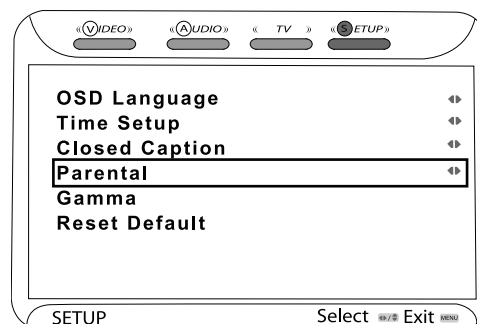 VIDEO AUDIO TV SETUP
OSD Language
Time Setup
Closed Caption
Parental
Gamma
Reset Default
SETUP Select Exit MENU